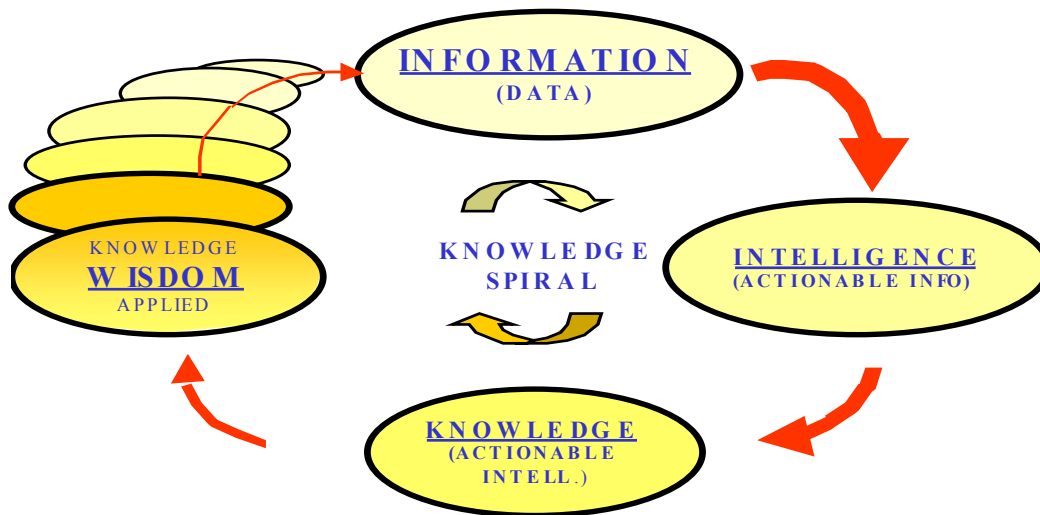 INFORMATION
(DATA)
KNOWLEDGE
WISDOM
APPLIED
KNOWLEDGE
SPIRAL
INTELLIGENCE
(ACTIONABLE INFO)
KNOWLEDGE
(ACTIONABLE
INTELL.)